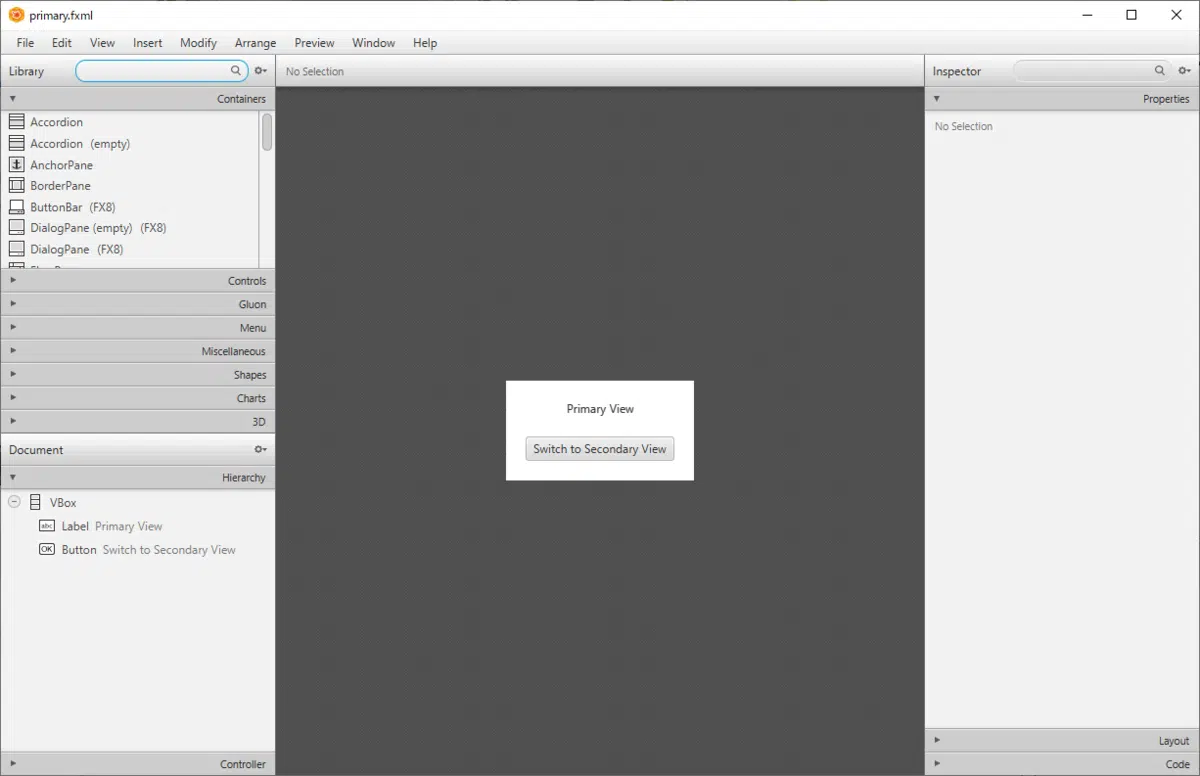 primary.fxml
File Edit View Insert Modify Arrange Preview Window Help
Library
No Selection
Inspector
Containers
Accordion
Accordion (empty)
AnchorPane
BorderPane
ButtonBar (FX8)
DialogPane (empty) (FX8)
DialogPane (FX8)
Controls
Gluon
Menu
Miscellaneous
Shapes
Charts
3D
Document
Hierarchy
VBox
abc Label Primary View
OK Button Switch to Secondary View
Controller
Primary View
Switch to Secondary View
Properties
No Selection
Layout
Code